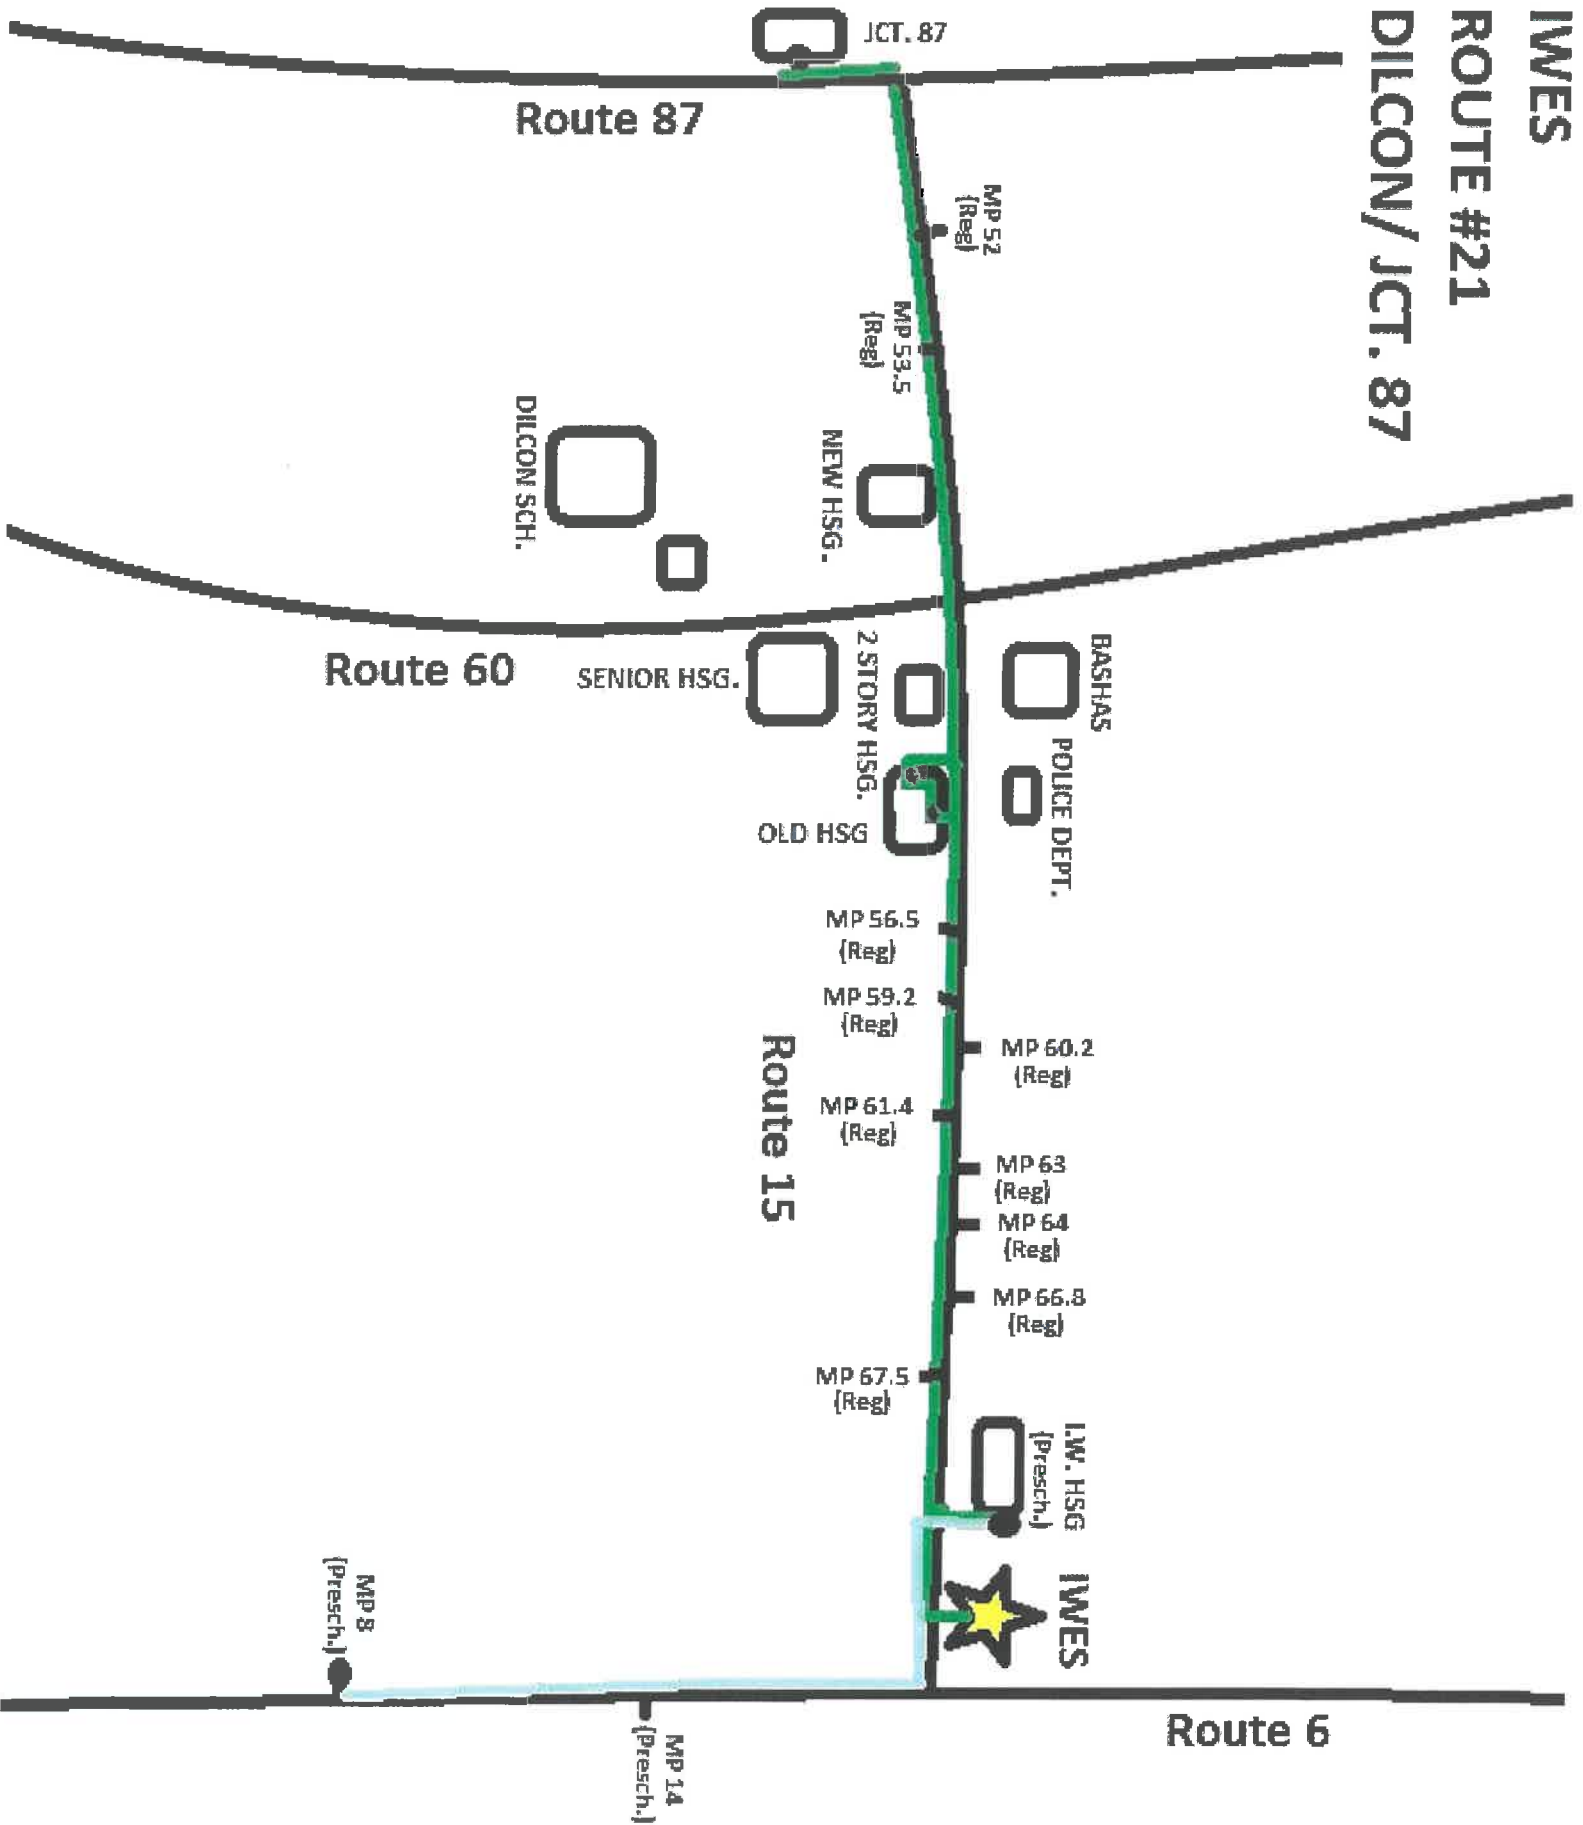 IWES
ROUTE #21
DILCON/ JCT. 87
JCT. 87
Route 87
MP 52
(Reg)
MP 53.5
(Reg)
DILCON SCH.
NEW HSG.
Route 60
SENIOR HSG.
2 STORY HSG.
BASHAS
POLICE DEPT.
OLD HSG
MP 56.5
(Reg)
MP 59.2
(Reg)
MP 60.2
(Reg)
Route 15
MP 61.4
(Reg)
MP 63
(Reg)
MP 64
(Reg)
MP 66.8
(Reg)
MP 67.5
(Reg)
I.W. HSG
(Presch.)
IWES
MP 8
(Presch.)
Route 6
MP 14
(Presch.)